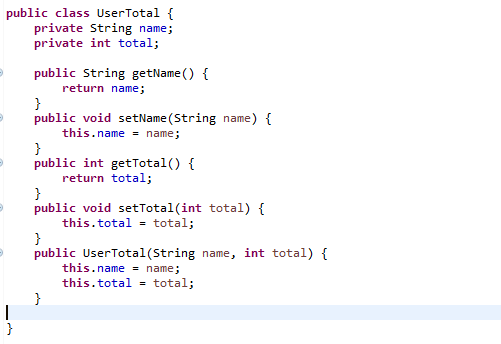 public class UserTotal {
    private String name;
    private int total;

    public String getName() {
        return name;
    }
    public void setName(String name) {
        this.name = name;
    }
    public int getTotal() {
        return total;
    }
    public void setTotal(int total) {
        this.total = total;
    }
    public UserTotal(String name, int total) {
        this.name = name;
        this.total = total;
    }

}